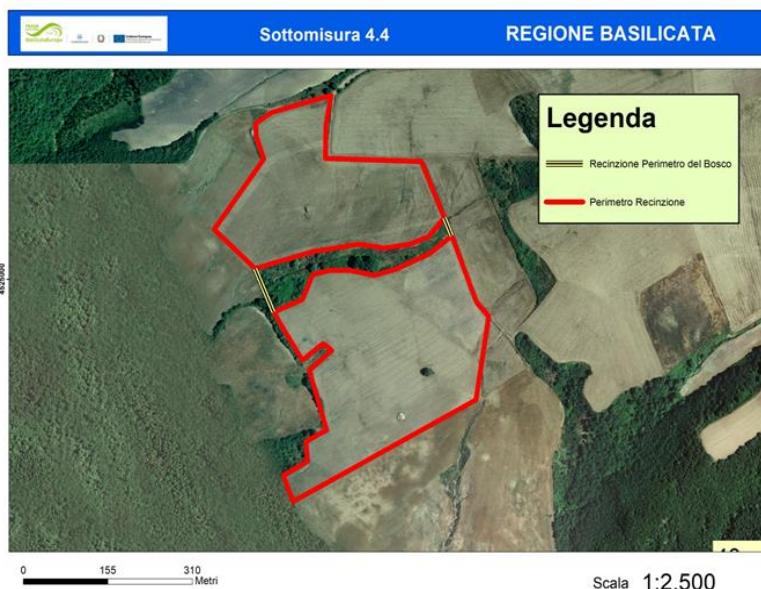 Sottomisura 4.4
REGIONE BASILICATA
Legenda
Recinzione Perimetro del Bosco
Perimetro Recinzione
4525000
0 155 310
Metri
Scala 1:2.500